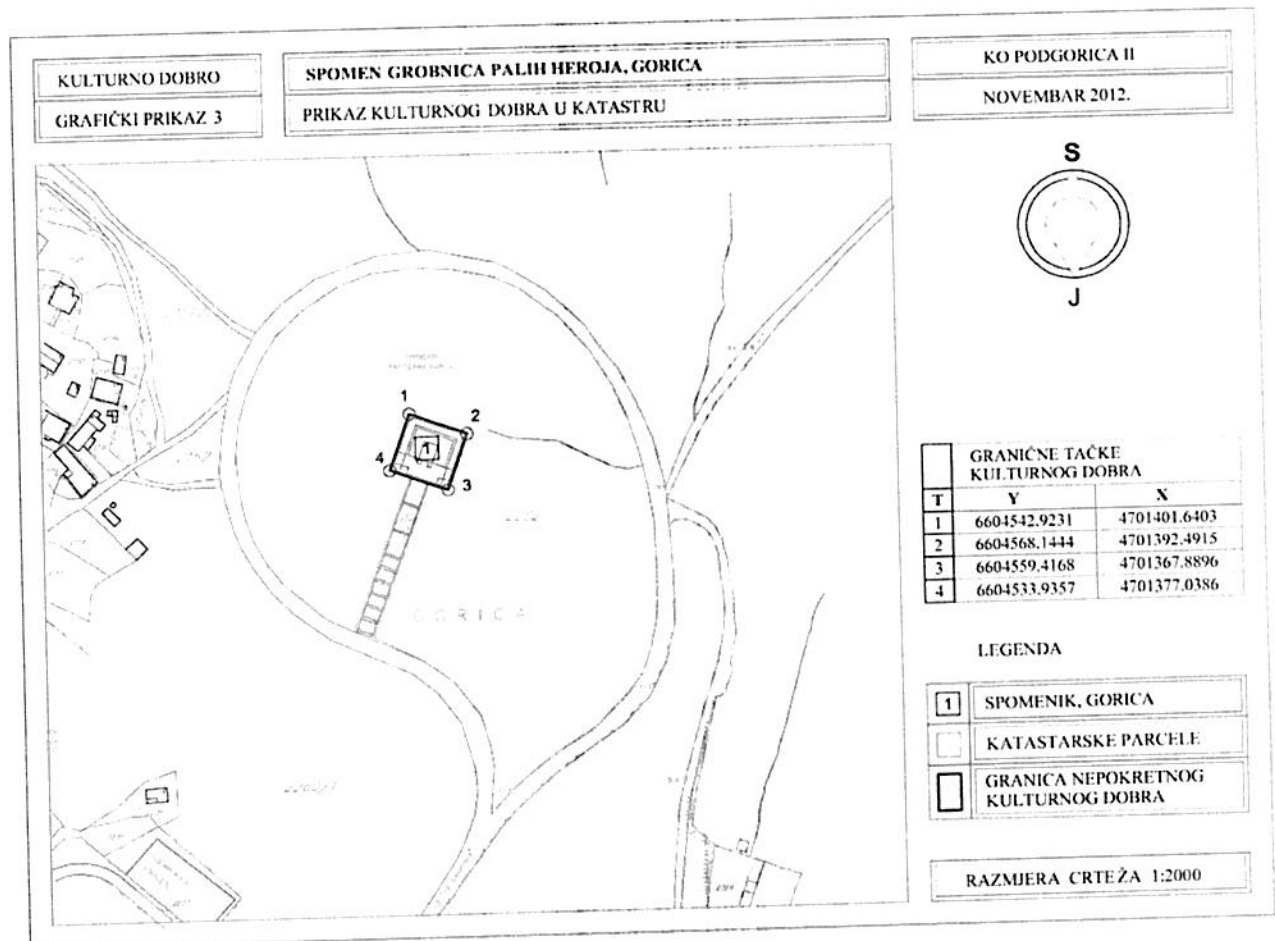 KULTURNO DOBRO
GRAFIČKI PRIKAZ 3
SPOMEN GROBNICA PALIH HEROJA, GORICA
PRIKAZ KULTURNOG DOBRA U KATASTRU
KO PODGORICA II
NOVEMBAR 2012.
S
J
1
2
1
4
3
GORICA
GRANIČNE TAČKE
KULTURNOG DOBRA
T Y X
1 6604542.9231 4701401.6403
2 6604568.1444 4701392.4915
3 6604559.4168 4701367.8896
4 6604533.9357 4701377.0386
LEGENDA
1 SPOMENIK, GORICA
KATASTARSKE PARCELE
GRANICA NEPOKRETNOG
KULTURNOG DOBRA
RAZMJERA CRTEŽA 1:2000